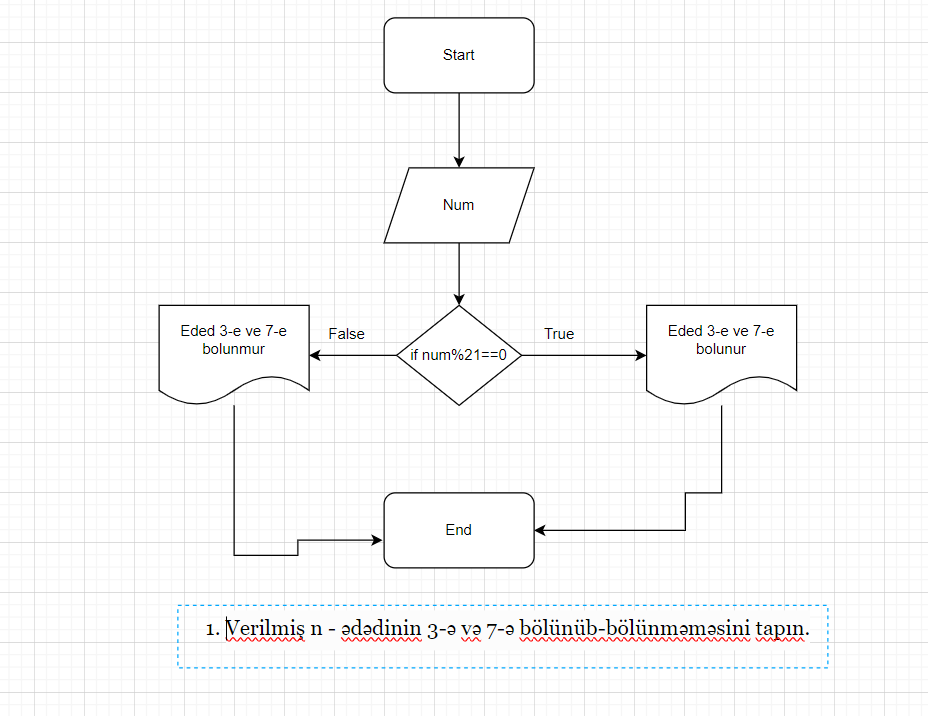 Start
Num
Eded 3-e ve 7-e
bolunmur
False
if num%21==0
True
Eded 3-e ve 7-e
bolunur
End
1. Verilmiş n - ədədinin 3-ə və 7-ə bölünüb-bölünməməsini tapın.